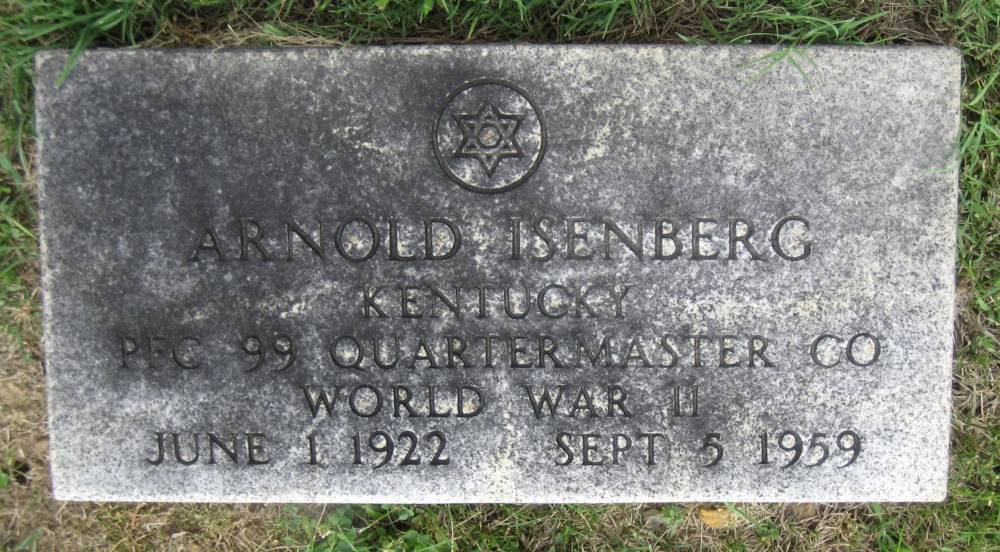 ARNOLD ISENBERG
KENTUCKY
PFC 99 QUARTERMASTER CO
WORLD WAR II
JUNE 1 1922 SEPT 5 1959